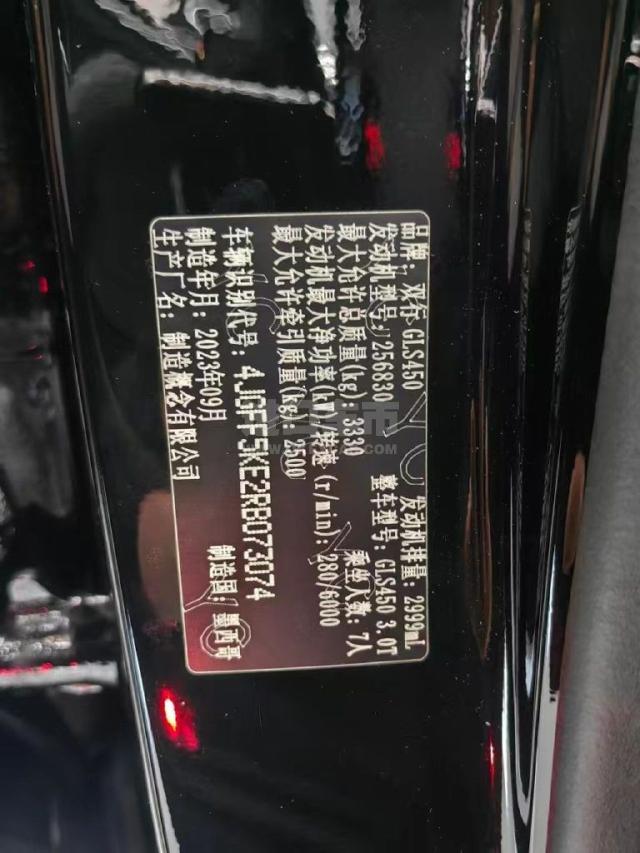 品牌：双行 GLS450 发动机排量：2999mL
发动机型号：256830 整车型号：GLS450 3.0T
最大允许总质量(kg)：3330 乘坐人数：7人
发动机最大净功率(kW)/转速(r/min)：280/6000
最大允许牵引质量(kg)：2500
车辆识别代号：4JGFF5KE2RB073074
制造年月：2023年09月 制造国：墨西哥
生产厂名：制造概念有限公司